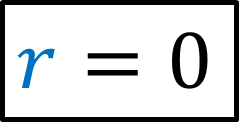 r = 0